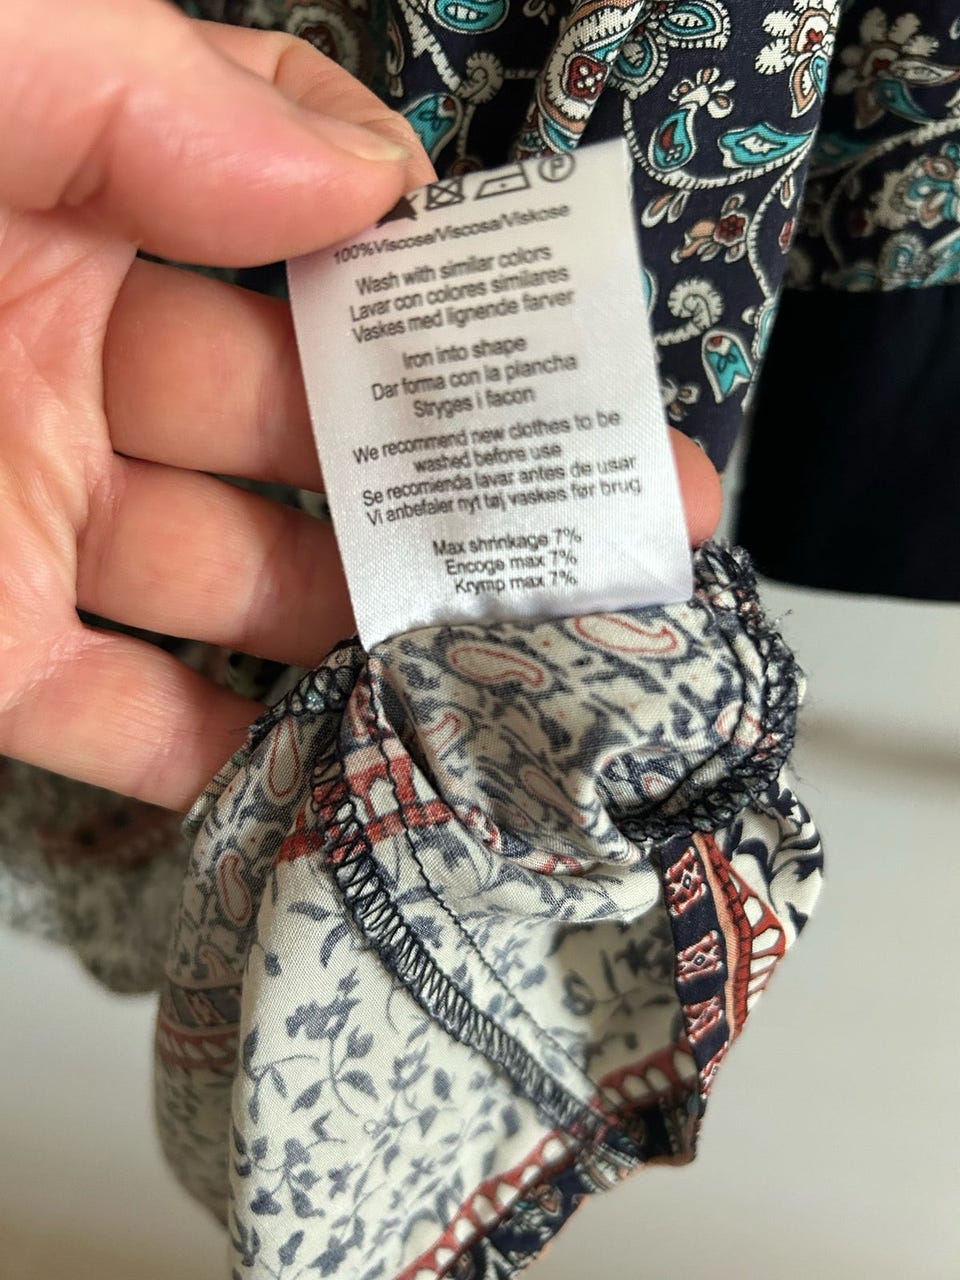 P
100%Viscose/Viscosa/Viskose
Wash with similar colors
Lavar con colores similares
Vaskes med lignende farver
Iron into shape
Dar forma con la plancha
Stryges i facon
We recommend new clothes to be
washed before use
Se recomienda lavar antes de usar
Vi anbefaler nyt tøj vaskes før brug
Max shrinkage 7%
Encoge max 7%
Krymp max 7%